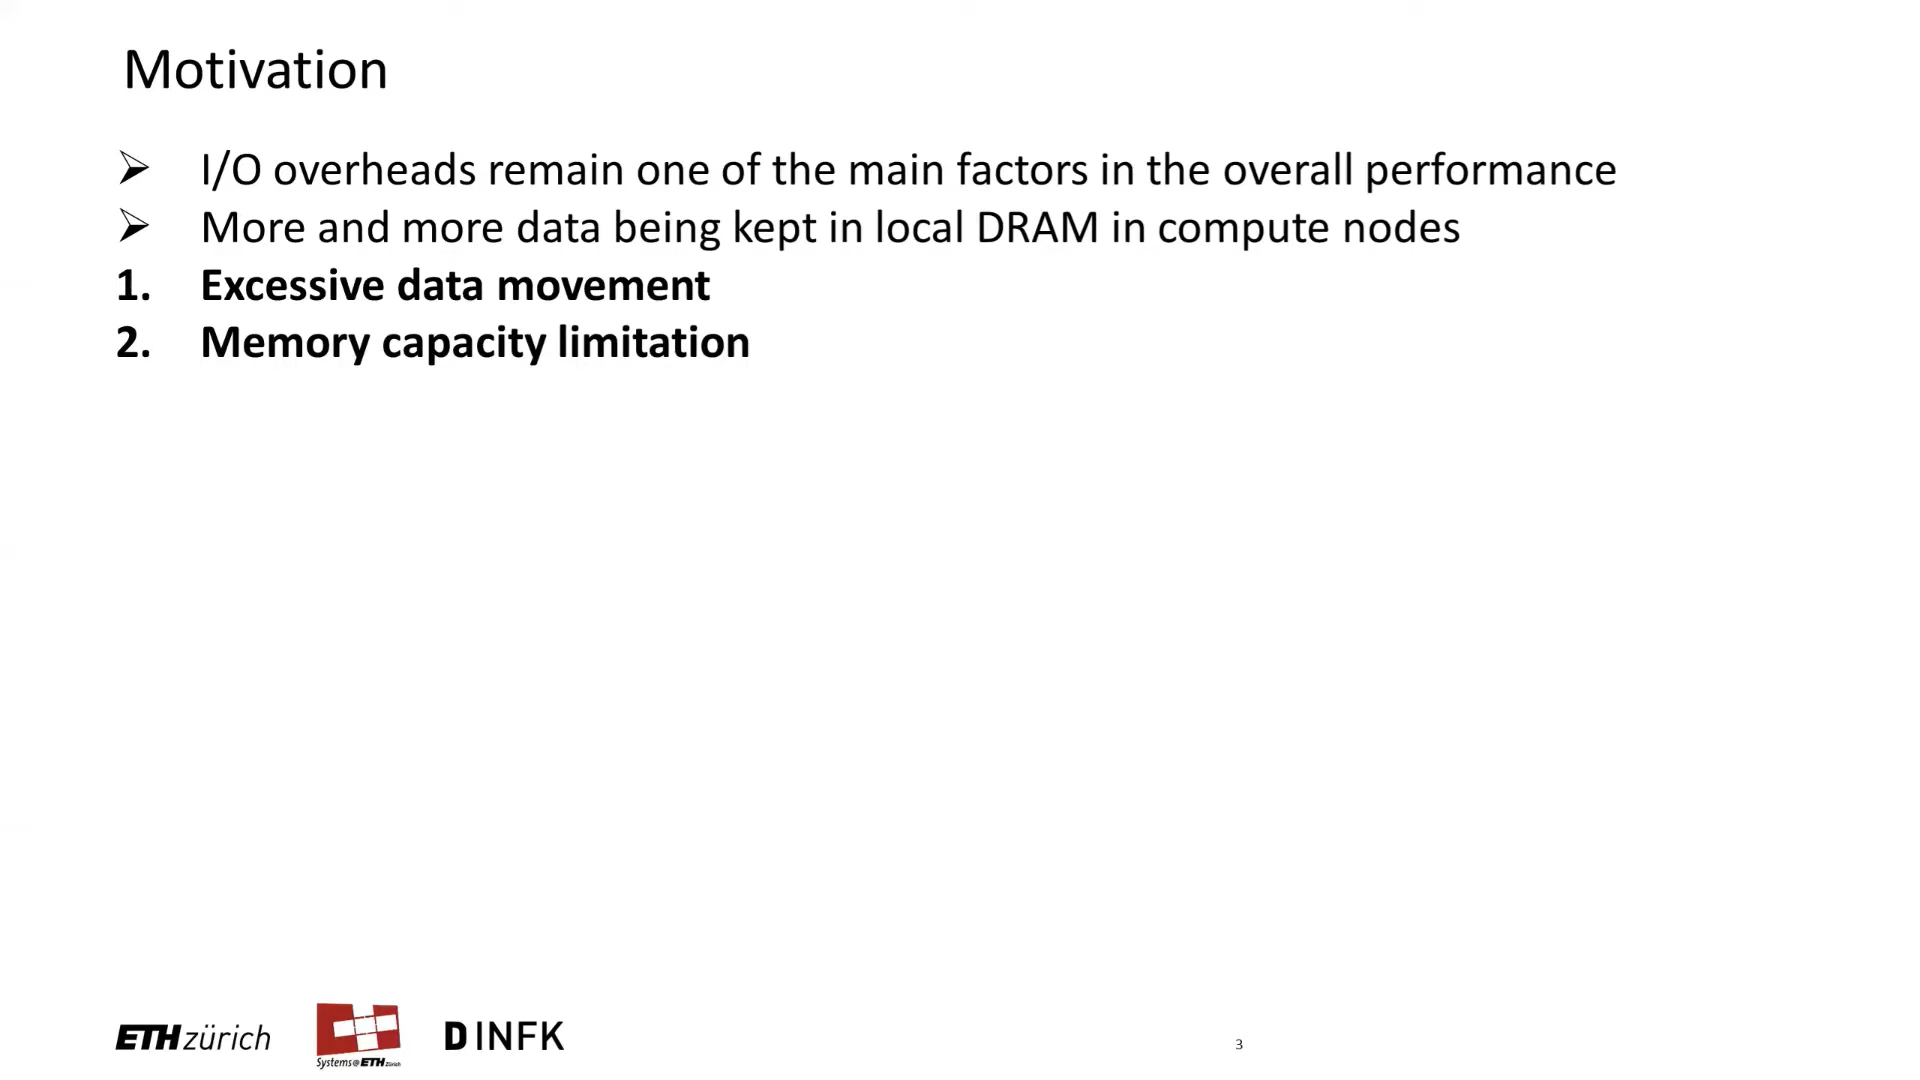 Motivation
➢ I/O overheads remain one of the main factors in the overall performance
➢ More and more data being kept in local DRAM in compute nodes
1. Excessive data movement
2. Memory capacity limitation
ETH zürich
Systems@ETH Zürich
D INFK
3